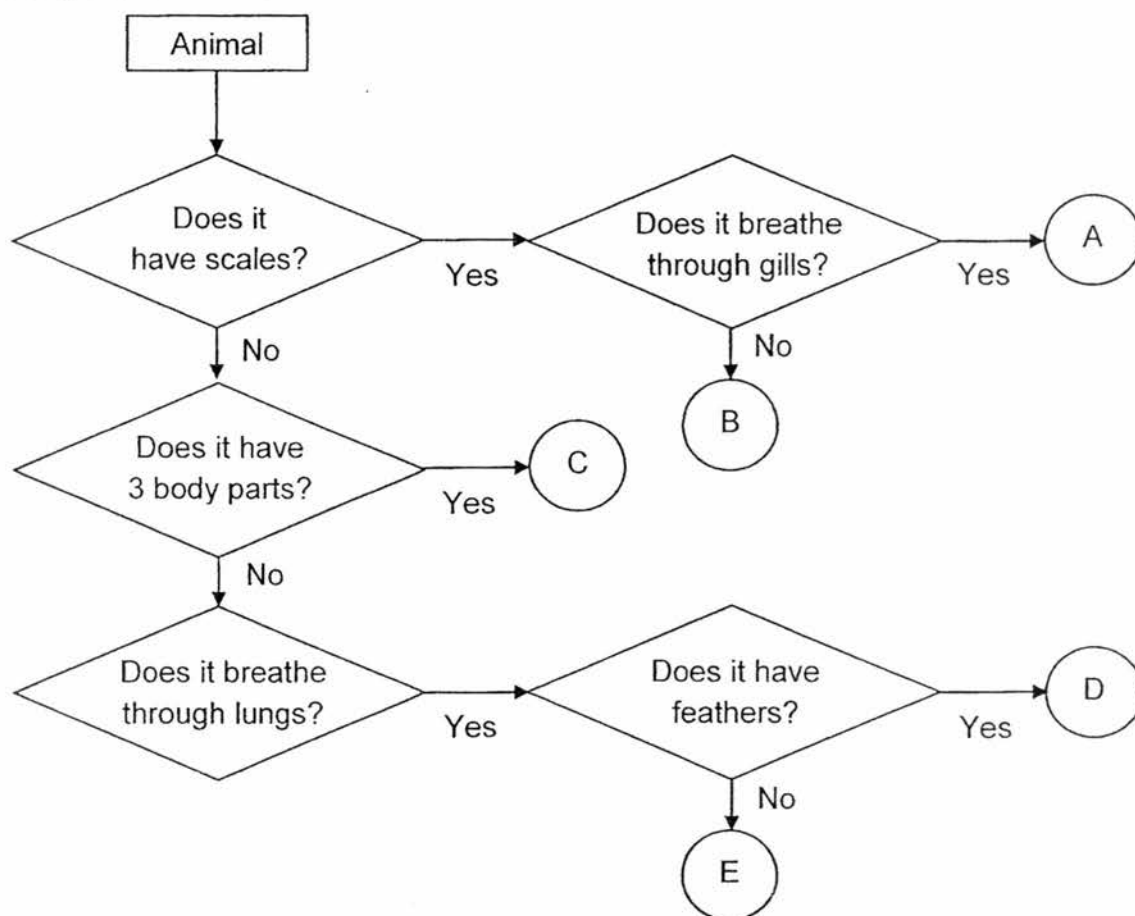 Animal
Does it
have scales?
Yes
Does it breathe
through gills?
Yes
A
No
No
B
Does it have
3 body parts?
Yes
C
No
Does it breathe
through lungs?
Yes
Does it have
feathers?
Yes
D
No
E